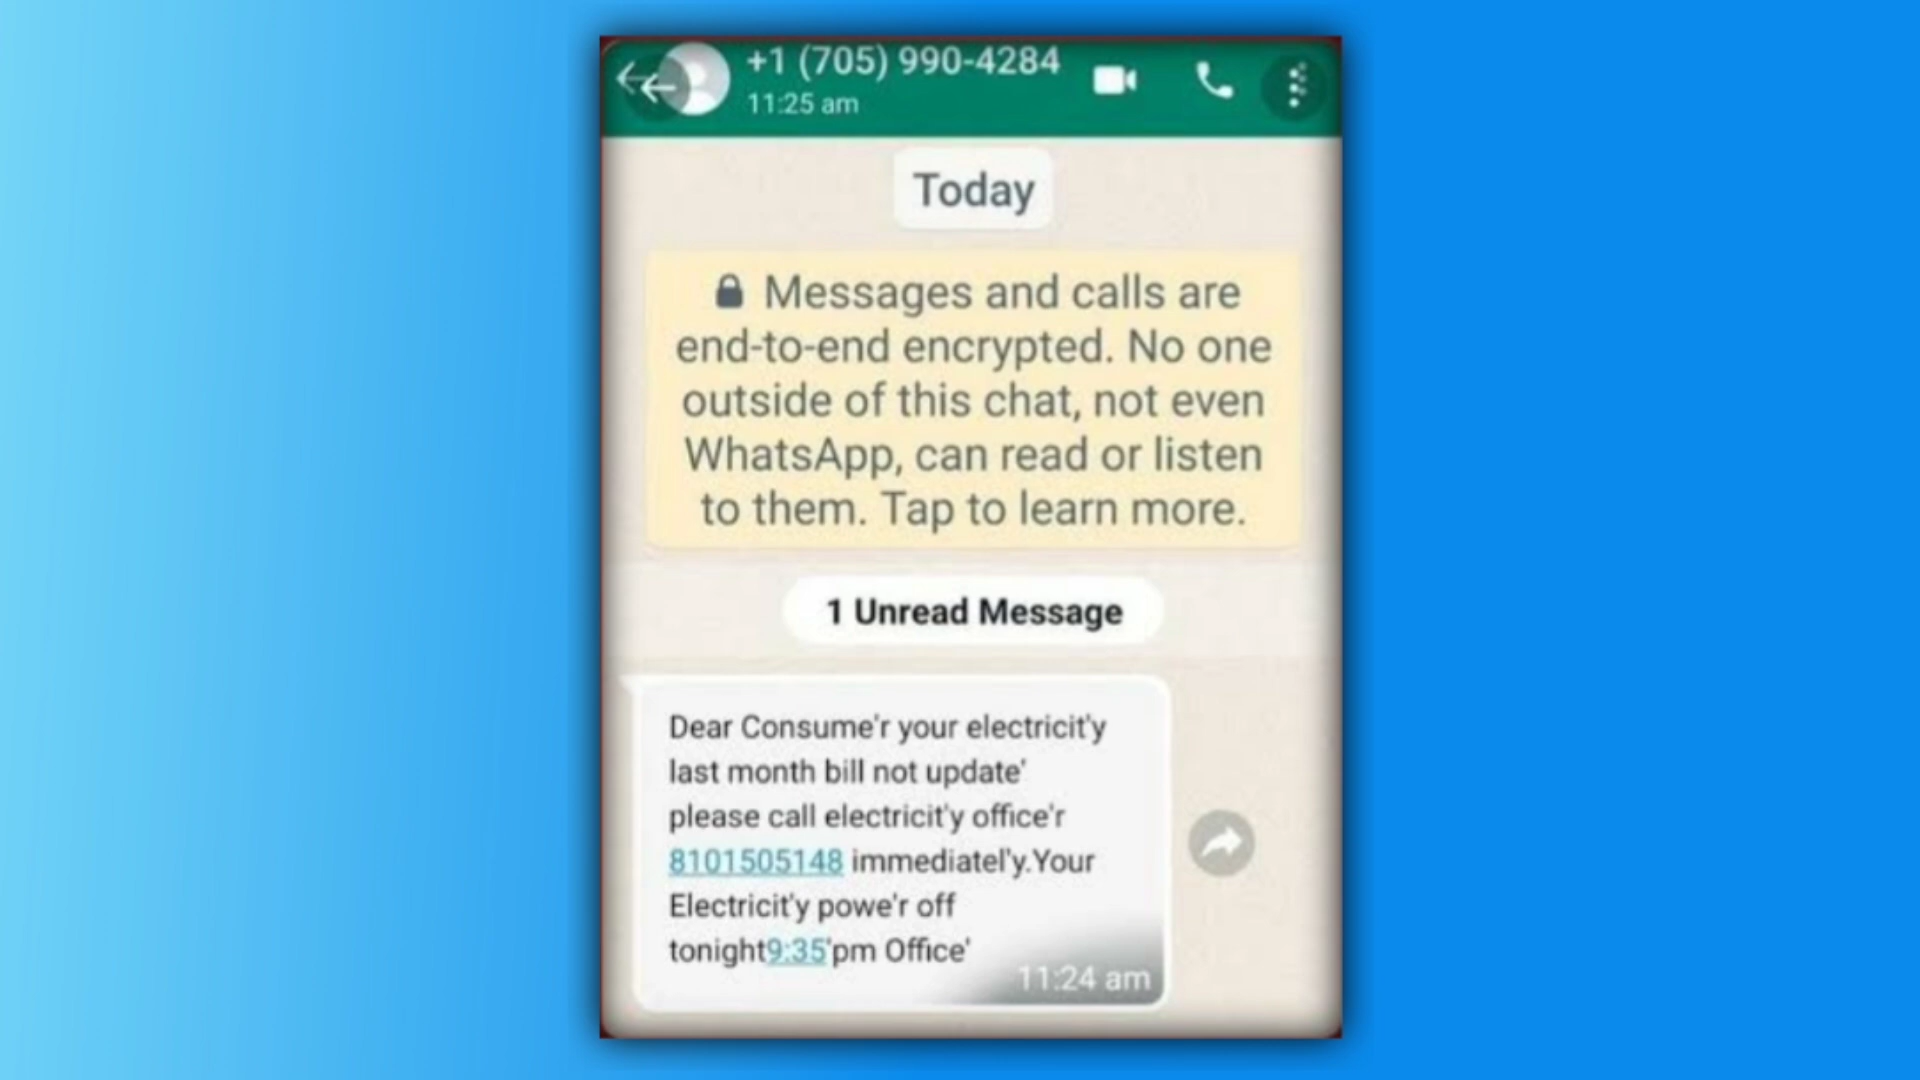 +1 (705) 990-4284
11:25 am
Today
Messages and calls are
end-to-end encrypted. No one
outside of this chat, not even
WhatsApp, can read or listen
to them. Tap to learn more.
1 Unread Message
Dear Consume'r your electricit'y
last month bill not update'
please call electricit'y office'r
8101505148 immediatel'y.Your
Electricit'y powe'r off
tonight9:35'pm Office'
11:24 am